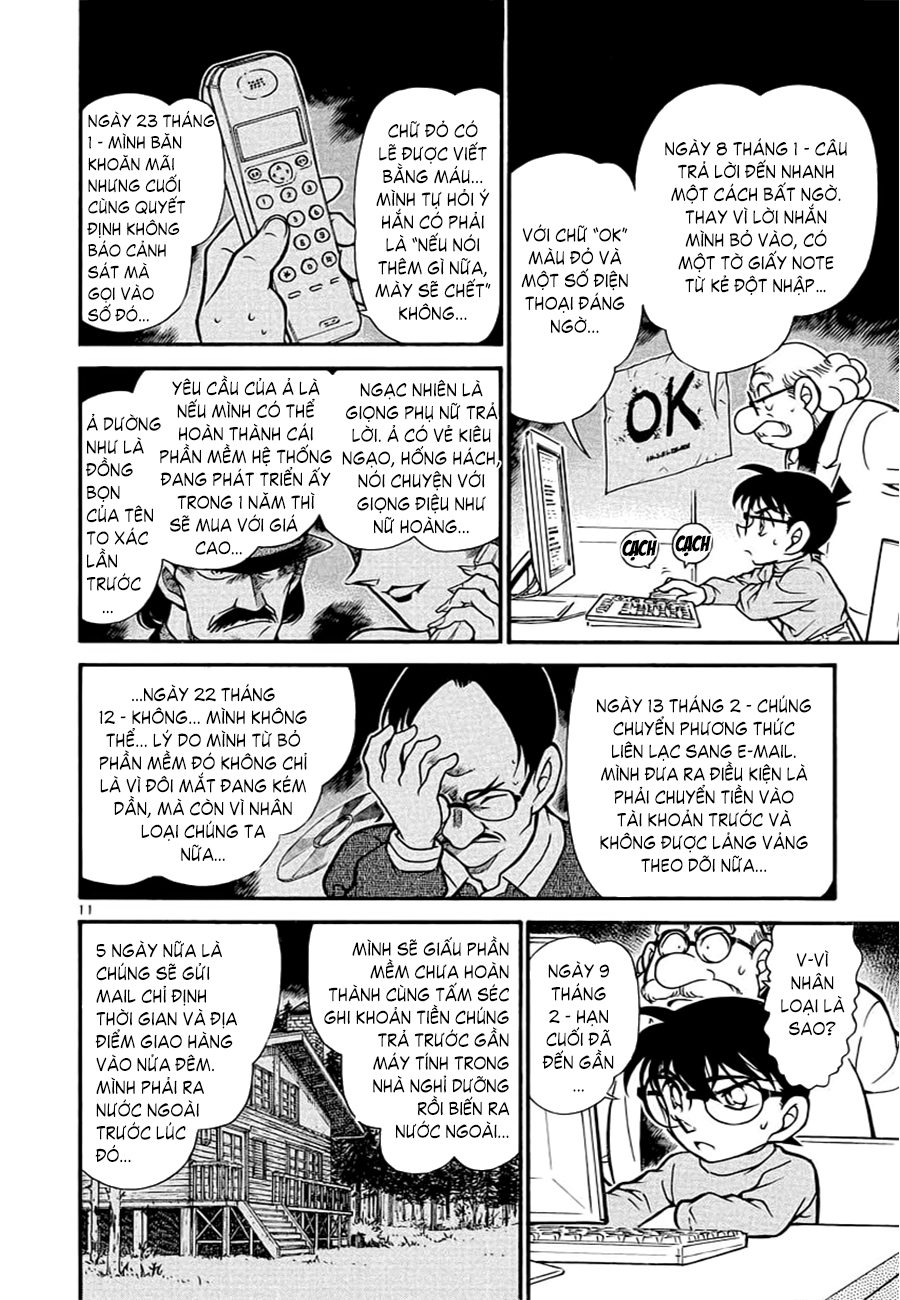 NGÀY 8 THÁNG 1 - CÂU
TRẢ LỜI ĐẾN NHANH
MỘT CÁCH BẤT NGỜ.
THAY VÌ LỜI NHẮN
MÌNH BỎ VÀO, CÓ
MỘT TỜ GIẤY NOTE
TỪ KẺ ĐỘT NHẬP...
VỚI CHỮ "OK"
MÀU ĐỎ VÀ
MỘT SỐ ĐIỆN
THOẠI ĐÁNG
NGỜ...
OK
CẠCH
CẠCH
CHỮ ĐỎ CÓ
LẼ ĐƯỢC VIẾT
BẰNG MÁU...
MÌNH TỰ HỎI Ý
HẮN CÓ PHẢI
LÀ "NẾU NÓI
THÊM GÌ NỮA,
MÀY SẼ CHẾT"
KHÔNG...
NGÀY 23 THÁNG
1 - MÌNH BĂN
KHOĂN MÃI
NHƯNG CUỐI
CÙNG QUYẾT
ĐỊNH KHÔNG
BÁO CẢNH
SÁT MÀ
GỌI VÀO
SỐ ĐÓ...
NGẠC NHIÊN LÀ
GIỌNG PHỤ NỮ TRẢ
LỜI. Ả CÓ VẺ KIÊU
NGẠO, HỐNG HÁCH,
NÓI CHUYỆN VỚI
GIỌNG ĐIỆU NHƯ
NỮ HOÀNG...
YÊU CẦU CỦA Ả LÀ
NẾU MÌNH CÓ THỂ
HOÀN THÀNH CÁI
PHẦN MỀM HỆ THỐNG
ĐANG PHÁT TRIỂN ẤY
TRONG 1 NĂM THÌ
SẼ MUA VỚI GIÁ
CAO...
Ả DƯỜNG
NHƯ LÀ
ĐỒNG
BỌN
CỦA TÊN
TO XÁC
LẦN
TRƯỚC
...
NGÀY 13 THÁNG 2 - CHÚNG
CHUYỂN PHƯƠNG THỨC
LIÊN LẠC SANG E-MAIL.
MÌNH ĐƯA RA ĐIỀU KIỆN LÀ
PHẢI CHUYỂN TIỀN VÀO
TÀI KHOẢN TRƯỚC VÀ
KHÔNG ĐƯỢC LẢNG VẢNG
THEO DÕI NỮA...
...NGÀY 22 THÁNG
12 - KHÔNG... MÌNH KHÔNG
THỂ... LÝ DO MÌNH TỪ BỎ
PHẦN MỀM ĐÓ KHÔNG CHỈ
LÀ VÌ ĐÔI MẮT ĐANG KÉM
DẦN, MÀ CÒN VÌ NHÂN
LOẠI CHÚNG TA
NỮA...
11
V-VÌ
NHÂN
LOẠI LÀ
SAO?
NGÀY 9
THÁNG
2 - HẠN
CUỐI ĐÃ
ĐẾN GẦN
...
MÌNH SẼ GIẤU PHẦN
MỀM CHƯA HOÀN
THÀNH CÙNG TẤM SÉC
GHI KHOẢN TIỀN CHÚNG
TRẢ TRƯỚC GẦN
MÁY TÍNH TRONG
NHÀ NGHỈ DƯỠNG
RỒI BIẾN RA
NƯỚC NGOÀI...
5 NGÀY NỮA LÀ
CHÚNG SẼ GỬI
MAIL CHỈ ĐỊNH
THỜI GIAN VÀ ĐỊA
ĐIỂM GIAO HÀNG
VÀO NỬA ĐÊM.
MÌNH PHẢI RA
NƯỚC NGOÀI
TRƯỚC LÚC
ĐÓ...